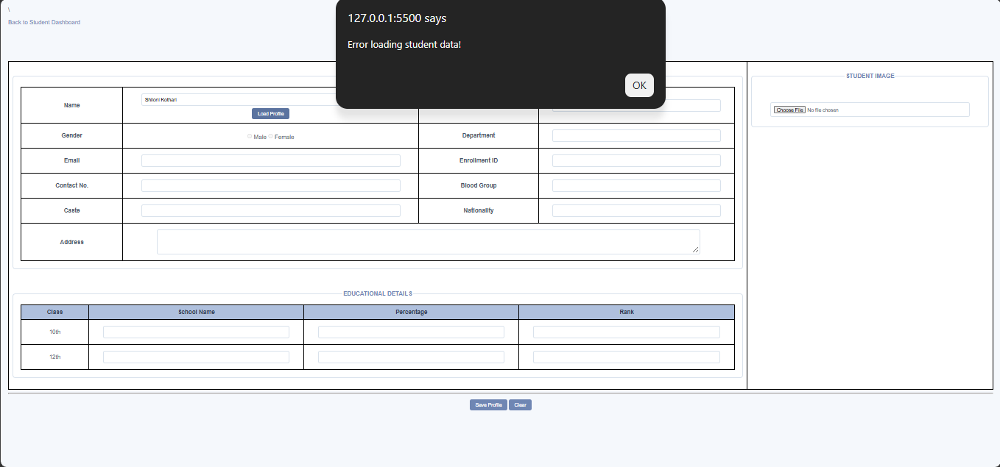 \
Back to Student Dashboard
127.0.0.1:5500 says
Error loading student data!
OK
STUDENT IMAGE
Name
Shiloni Kothari
Load Profile
Choose File No file chosen
Gender
Male Female
Department
Email
Enrollment ID
Contact No.
Blood Group
Caste
Nationality
Address
EDUCATIONAL DETAILS
Class School Name Percentage Rank
10th
12th
Save Profile Clear